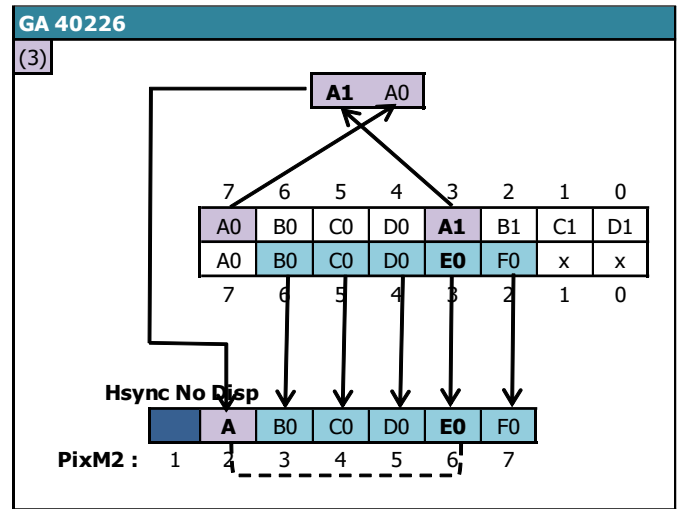 GA 40226
(3)
A1 A0
7 6 5 4 3 2 1 0
A0 B0 C0 D0 A1 B1 C1 D1
A0 B0 C0 D0 E0 F0 x x
7 6 5 4 3 2 1 0
Hsync No Disp
A B0 C0 D0 E0 F0
PixM2 : 1 2 3 4 5 6 7